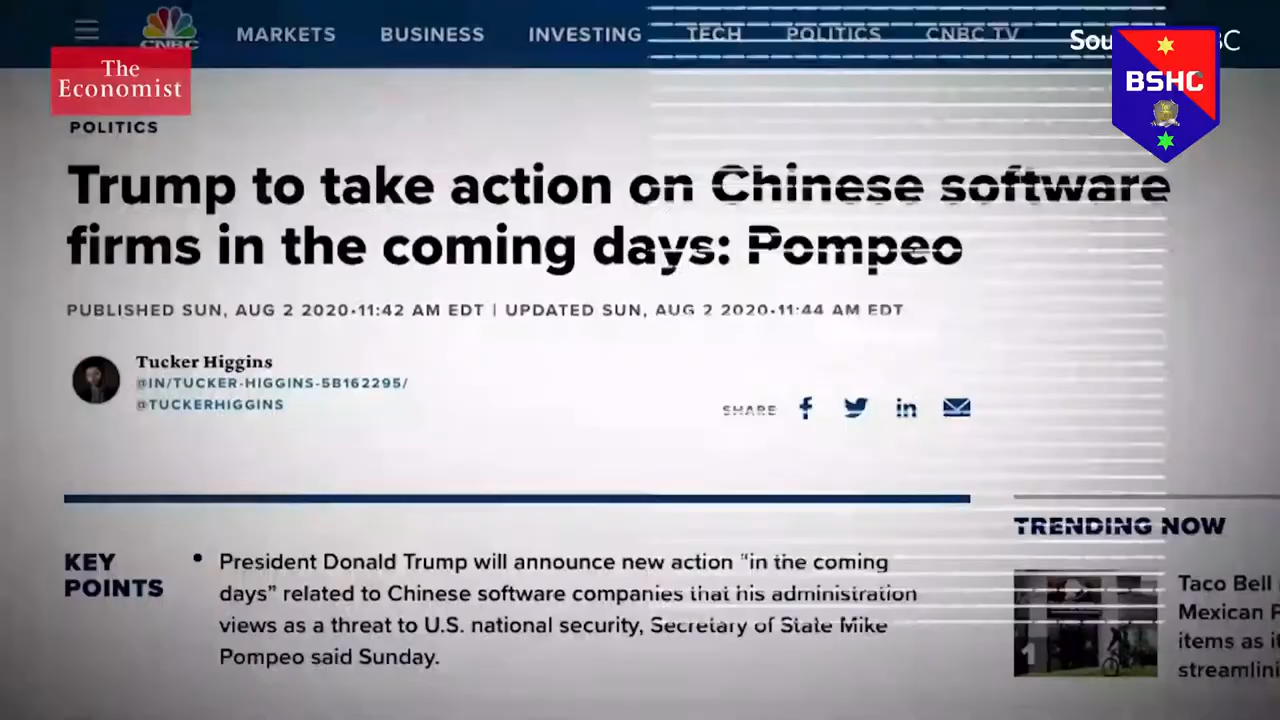 CNBC
MARKETS BUSINESS INVESTING TECH POLITICS CNBC TV
The
Economist
BSHC
POLITICS
Trump to take action on Chinese software
firms in the coming days: Pompeo
PUBLISHED SUN, AUG 2 2020•11:42 AM EDT | UPDATED SUN, AUG 2 2020•11:44 AM EDT
Tucker Higgins
@IN/TUCKER-HIGGINS-5B162295/
@TUCKERHIGGINS
SHARE
KEY
POINTS
• President Donald Trump will announce new action “in the coming
days” related to Chinese software companies that his administration
views as a threat to U.S. national security, Secretary of State Mike
Pompeo said Sunday.
TRENDING NOW
1
Taco Bell
Mexican
items as